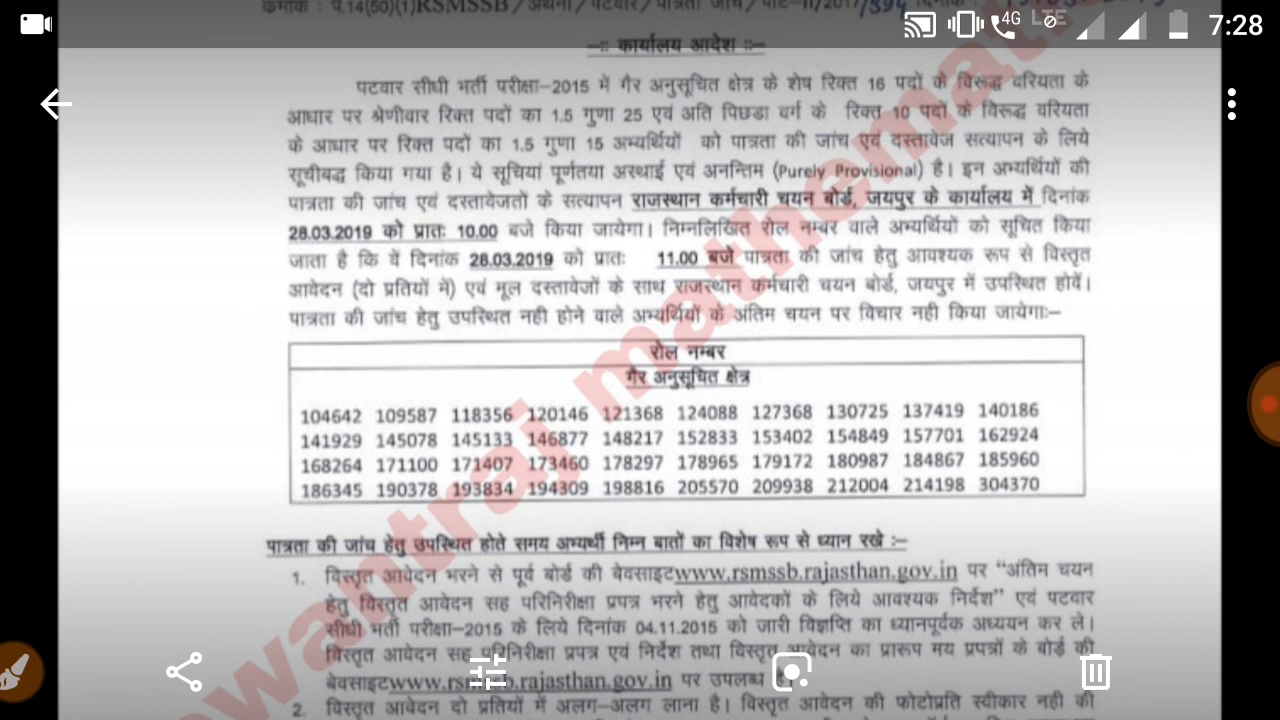 7:28
क्रमांक : प.14(50)(1)RSMSSB/अर्थना/पटवार/पात्रता जांच/पार्ट-II/2017/394 दिनांक
-:: कार्यालय आदेश ::-
पटवार सीधी भर्ती परीक्षा-2015 में गैर अनुसूचित क्षेत्र के शेष रिक्त 16 पदों के विरूद्ध वरियता के
आधार पर श्रेणीवार रिक्त पदों का 1.5 गुणा 25 एवं अति पिछडा वर्ग के रिक्त 10 पदों के विरूद्ध वरियता
के आधार पर रिक्त पदों का 1.5 गुणा 15 अभ्यर्थियों को पात्रता की जांच एवं दस्तावेज सत्यापन के लिये
सूचीबद्ध किया गया है। ये सूचियां पूर्णतया अस्थाई एवं अनन्तिम (Purely Provisional) है। इन अभ्यर्थियों की
पात्रता की जांच एवं दस्तावेजतों के सत्यापन राजस्थान कर्मचारी चयन बोर्ड, जयपुर के कार्यालय में दिनांक
28.03.2019 को प्रातः 10.00 बजे किया जायेगा। निम्नलिखित रोल नम्बर वाले अभ्यर्थियों को सूचित किया
जाता है कि वें दिनांक 28.03.2019 को प्रातः 11.00 बजे पात्रता की जांच हेतु आवश्यक रूप से विस्तृत
आवेदन (दो प्रतियों में) एवं मूल दस्तावेजों के साथ राजस्थान कर्मचारी चयन बोर्ड, जयपुर में उपस्थित होवें।
पात्रता की जांच हेतु उपस्थित नही होने वाले अभ्यर्थियों के अंतिम चयन पर विचार नही किया जायेगाः-
रोल नम्बर
गैर अनुसूचित क्षेत्र
104642 109587 118356 120146 121368 124088 127368 130725 137419 140186
141929 145078 145133 146877 148217 152833 153402 154849 157701 162924
168264 171100 171407 173460 178297 178965 179172 180987 184867 185960
186345 190378 193834 194309 198816 205570 209938 212004 214198 304370
पात्रता की जांच हेतु उपस्थित होते समय अभ्यर्थी निम्न बातों का विशेष रूप से ध्यान रखे :-
1. विस्तृत आवेदन भरने से पूर्व बोर्ड की बेवसाइटwww.rsmssb.rajasthan.gov.in पर "अंतिम चयन
हेतु विस्तृत आवेदन सह परिनिरीक्षा प्रपत्र भरने हेतु आवेदकों के लिये आवश्यक निर्देश" एवं पटवार
सीधी भर्ती परीक्षा-2015 के लिये दिनांक 04.11.2015 को जारी विज्ञप्ति का ध्यानपूर्वक अध्ययन कर ले।
विस्तृत आवेदन सह परिनिरीक्षा प्रपत्र एवं निर्देश तथा विस्तृत आवेदन का प्रारूप मय प्रपत्रों के बोर्ड की
बेवसाइटwww.rsmssb.rajasthan.gov.in पर उपलब्ध है।
2. विस्तृत आवेदन दो प्रतियों में अलग-अलग लाना है। विस्तृत आवेदन की फोटोप्रति स्वीकार नही की